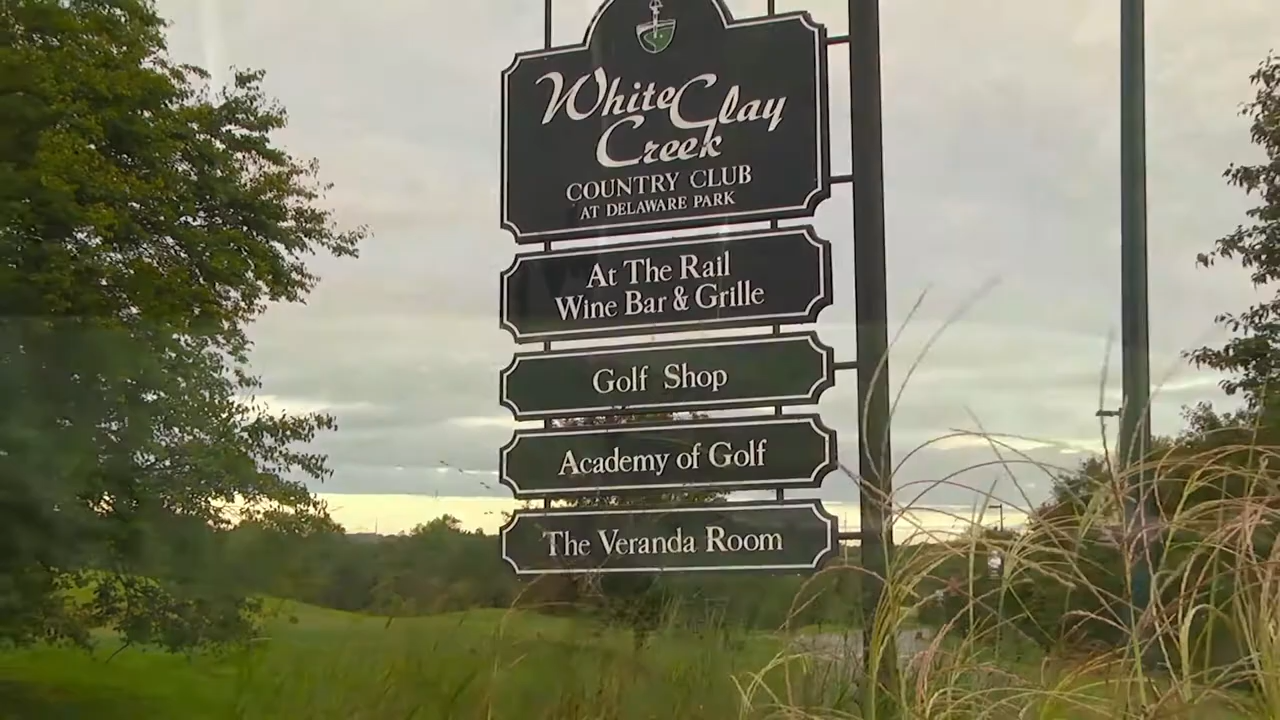 White Clay
Creek
COUNTRY CLUB
AT DELAWARE PARK
At The Rail
Wine Bar & Grille
Golf Shop
Academy of Golf
The Veranda Room